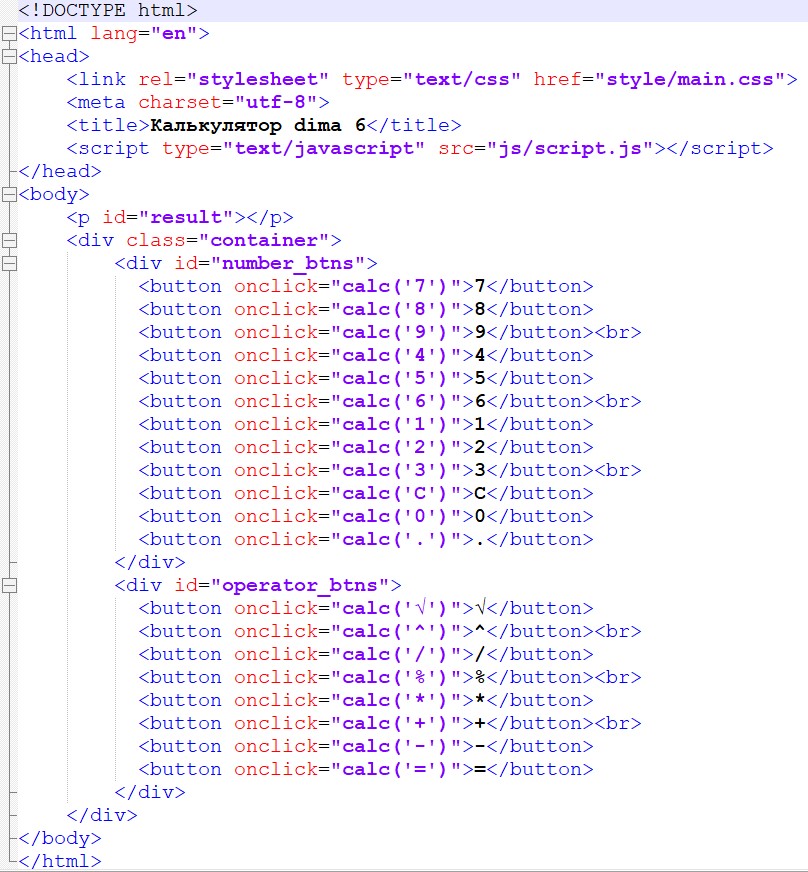 <!DOCTYPE html>
<html lang="en">
<head>
    <link rel="stylesheet" type="text/css" href="style/main.css">
    <meta charset="utf-8">
    <title>Калькулятор dima 6</title>
    <script type="text/javascript" src="js/script.js"></script>
</head>
<body>
    <p id="result"></p>
    <div class="container">
        <div id="number_btns">
          <button onclick="calc('7')">7</button>
          <button onclick="calc('8')">8</button>
          <button onclick="calc('9')">9</button><br>
          <button onclick="calc('4')">4</button>
          <button onclick="calc('5')">5</button>
          <button onclick="calc('6')">6</button><br>
          <button onclick="calc('1')">1</button>
          <button onclick="calc('2')">2</button>
          <button onclick="calc('3')">3</button><br>
          <button onclick="calc('C')">C</button>
          <button onclick="calc('0')">0</button>
          <button onclick="calc('.')">.</button>
        </div>
        <div id="operator_btns">
          <button onclick="calc('√')">√</button>
          <button onclick="calc('^')">^</button><br>
          <button onclick="calc('/')">/</button>
          <button onclick="calc('%')">%</button><br>
          <button onclick="calc('*')">*</button>
          <button onclick="calc('+')">+</button><br>
          <button onclick="calc('-')">-</button>
          <button onclick="calc('=')">=</button>
        </div>
    </div>
</body>
</html>